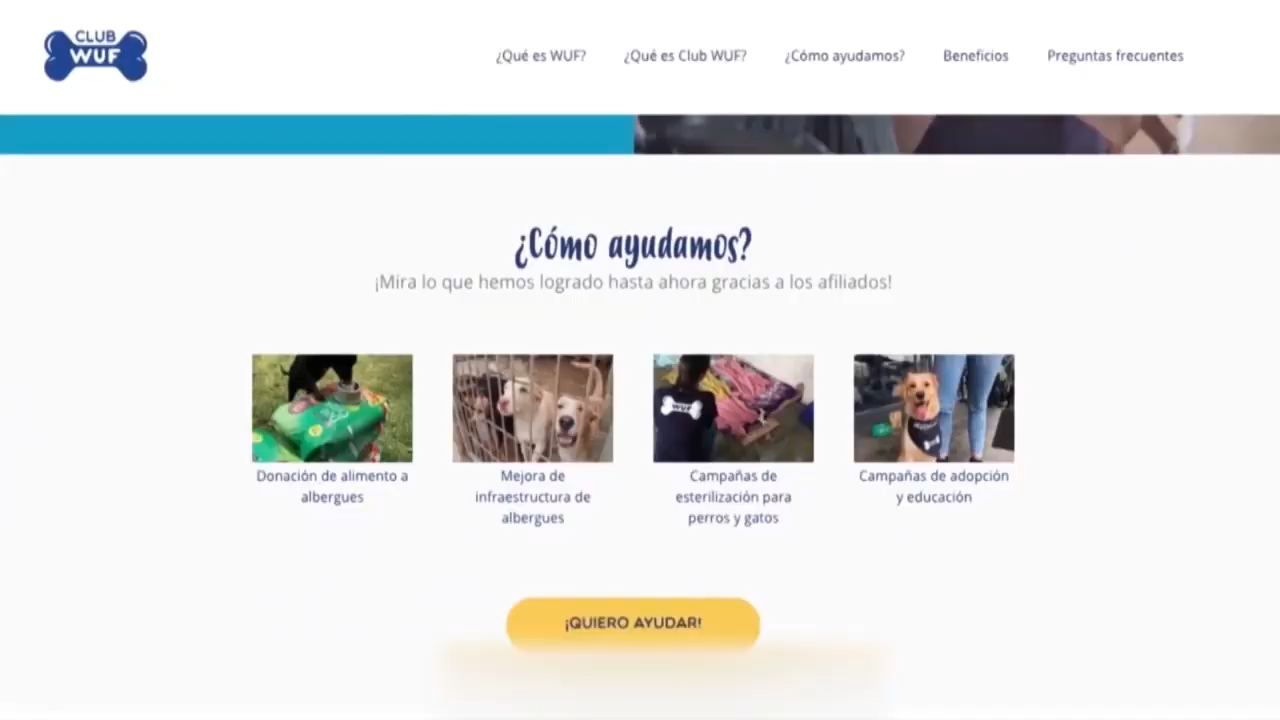 CLUB
WUF
¿Qué es WUF? ¿Qué es Club WUF? ¿Cómo ayudamos? Beneficios Preguntas frecuentes
¿Cómo ayudamos?
¡Mira lo que hemos logrado hasta ahora gracias a los afiliados!
WUF
Donación de alimento a
albergues
Mejora de
infraestructura de
albergues
Campañas de
esterilización para
perros y gatos
Campañas de adopción
y educación
¡QUIERO AYUDAR!